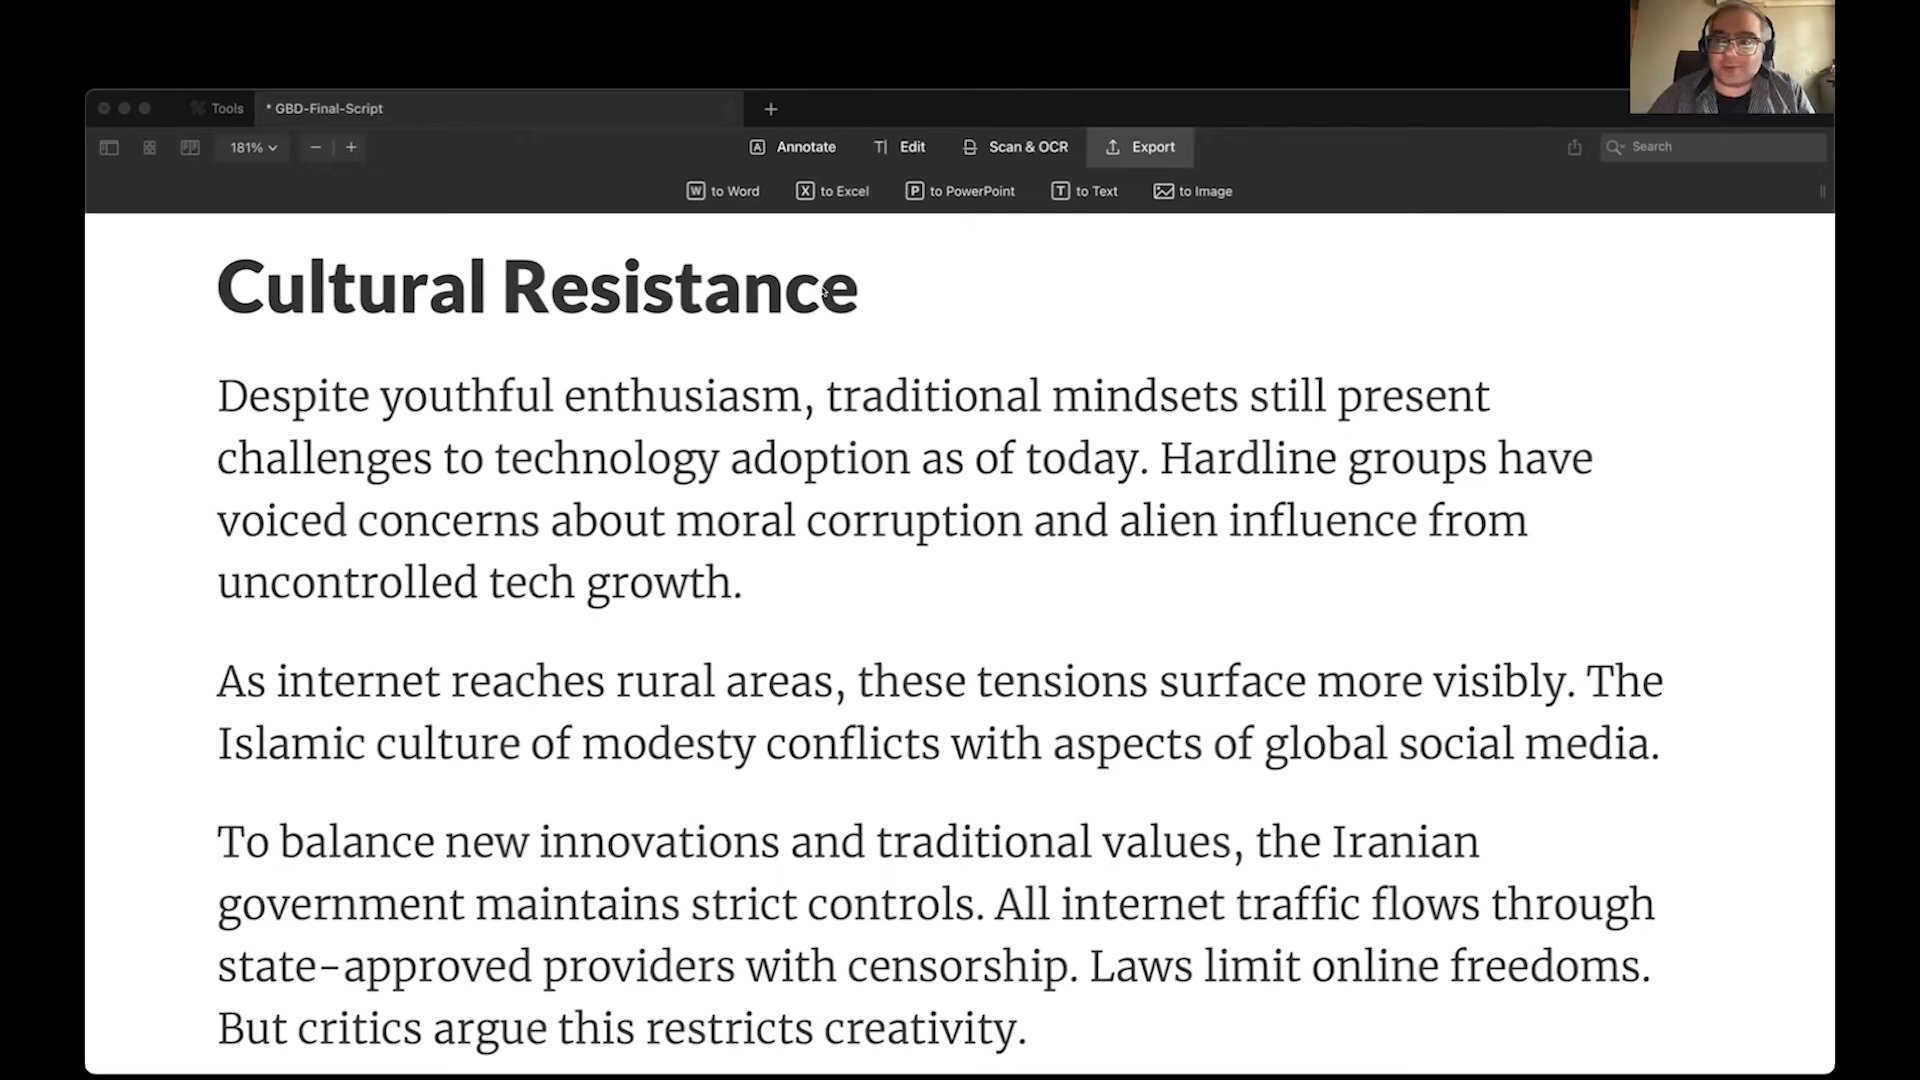 Tools
* GBD-Final-Script
+
181%
Annotate
Edit
Scan & OCR
Export
Search
to Word
to Excel
to PowerPoint
to Text
to Image
Cultural Resistance
Despite youthful enthusiasm, traditional mindsets still present
challenges to technology adoption as of today. Hardline groups have
voiced concerns about moral corruption and alien influence from
uncontrolled tech growth.
As internet reaches rural areas, these tensions surface more visibly. The
Islamic culture of modesty conflicts with aspects of global social media.
To balance new innovations and traditional values, the Iranian
government maintains strict controls. All internet traffic flows through
state-approved providers with censorship. Laws limit online freedoms.
But critics argue this restricts creativity.